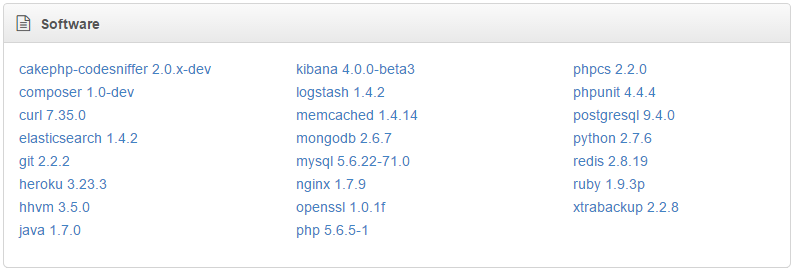 Software
cakephp-codesniffer 2.0.x-dev
composer 1.0-dev
curl 7.35.0
elasticsearch 1.4.2
git 2.2.2
heroku 3.23.3
hhvm 3.5.0
java 1.7.0
kibana 4.0.0-beta3
logstash 1.4.2
memcached 1.4.14
mongodb 2.6.7
mysql 5.6.22-71.0
nginx 1.7.9
openssl 1.0.1f
php 5.6.5-1
phpcs 2.2.0
phpunit 4.4.4
postgresql 9.4.0
python 2.7.6
redis 2.8.19
ruby 1.9.3p
xtrabackup 2.2.8